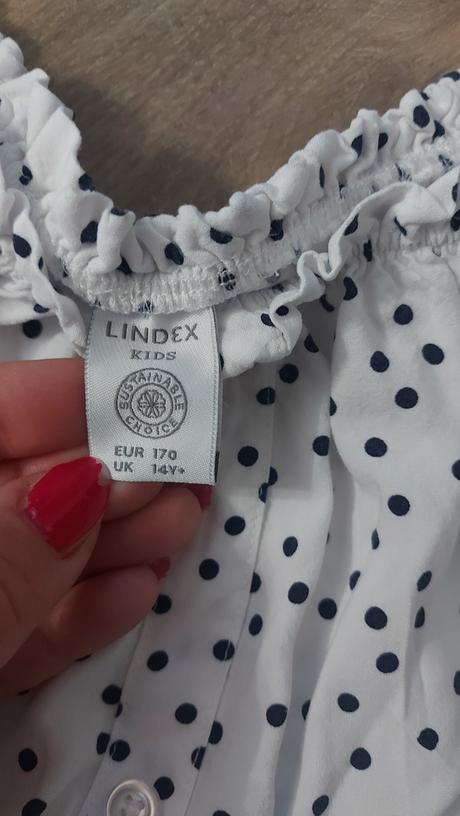 LINDEX
KIDS
SUSTAINABLE
CHOICE
EUR 170
UK 14Y+